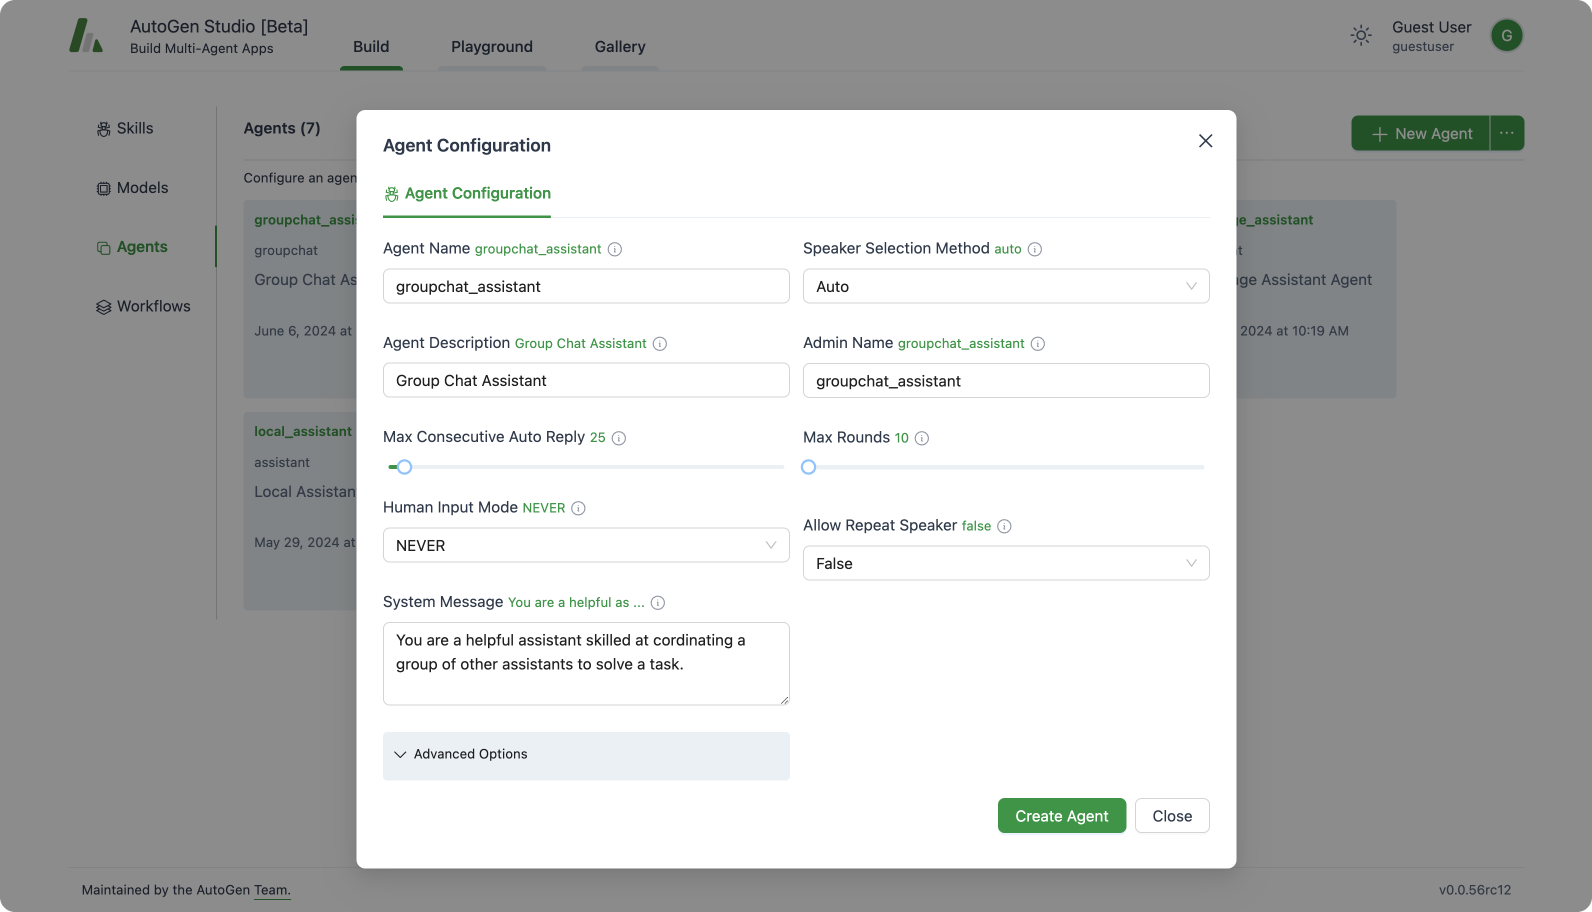 AutoGen Studio [Beta]
Build Multi-Agent Apps
Build
Playground
Gallery
Guest User
guestuser
G
Skills
Models
Agents
Workflows
Agents (7)
New Agent
Configure an agen
groupchat_assis
groupchat
Group Chat As
June 6, 2024 at
ge_assistant
ge Assistant Agent
2024 at 10:19 AM
local_assistant
assistant
Local Assistan
May 29, 2024 at
Agent Configuration
Agent Configuration
Agent Name groupchat_assistant
groupchat_assistant
Speaker Selection Method auto
Auto
Agent Description Group Chat Assistant
Group Chat Assistant
Admin Name groupchat_assistant
groupchat_assistant
Max Consecutive Auto Reply 25
Max Rounds 10
Human Input Mode NEVER
NEVER
Allow Repeat Speaker false
False
System Message You are a helpful as ...
You are a helpful assistant skilled at cordinating a
group of other assistants to solve a task.
Advanced Options
Create Agent
Close
Maintained by the AutoGen Team.
v0.0.56rc12